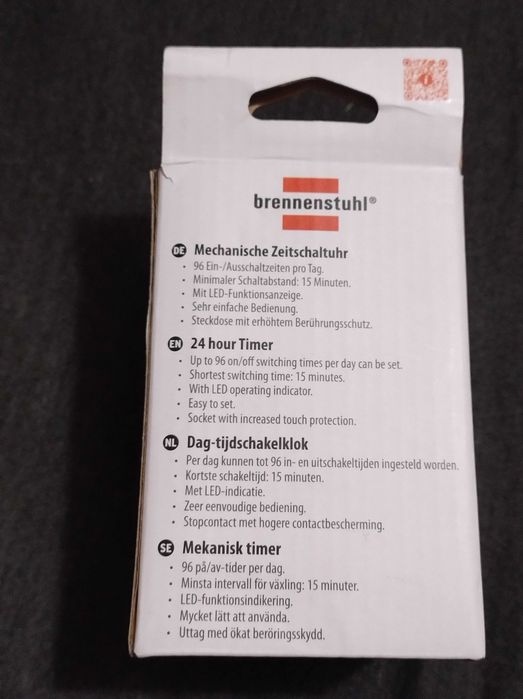 brennenstuhl®
DE Mechanische Zeitschaltuhr
• 96 Ein-/Ausschaltzeiten pro Tag.
• Minimaler Schaltabstand: 15 Minuten.
• Mit LED-Funktionsanzeige.
• Sehr einfache Bedienung.
• Steckdose mit erhöhtem Berührungsschutz.
EN 24 hour Timer
• Up to 96 on/off switching times per day can be set.
• Shortest switching time: 15 minutes.
• With LED operating indicator.
• Easy to set.
• Socket with increased touch protection.
NL Dag-tijdschakelklok
• Per dag kunnen tot 96 in- en uitschakeltijden ingesteld worden.
• Kortste schakeltijd: 15 minuten.
• Met LED-indicatie.
• Zeer eenvoudige bediening.
• Stopcontact met hogere contactbescherming.
SE Mekanisk timer
• 96 på/av-tider per dag.
• Minsta intervall för växling: 15 minuter.
• LED-funktionsindikering.
• Mycket lätt att använda.
• Uttag med ökat beröringsskydd.